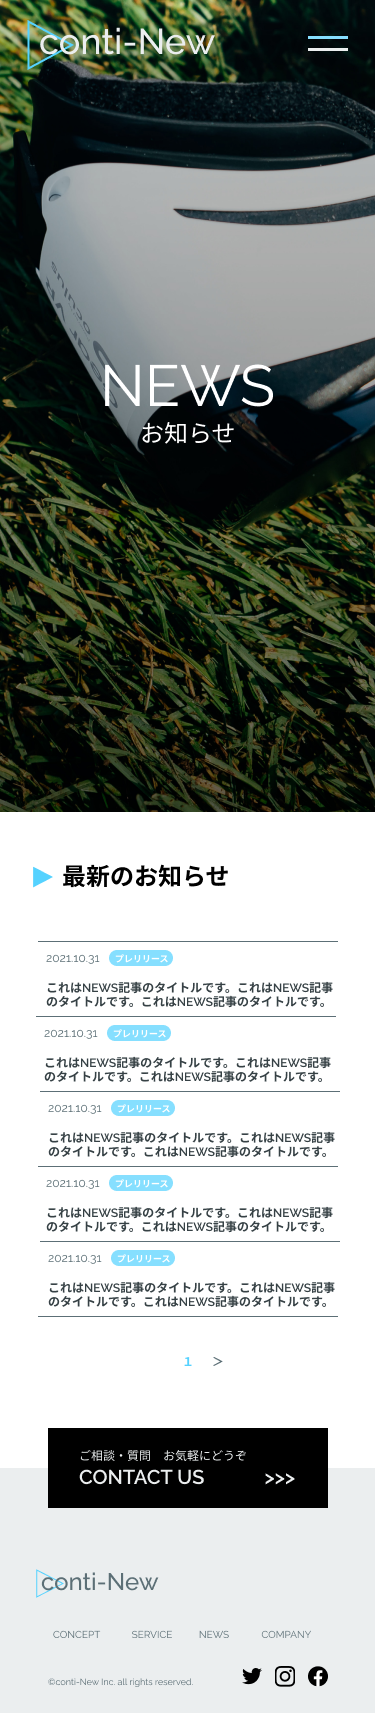 conti-New
NEWS
お知らせ
最新のお知らせ
2021.10.31 プレリリース
これはNEWS記事のタイトルです。これはNEWS記事
のタイトルです。これはNEWS記事のタイトルです。
2021.10.31 プレリリース
これはNEWS記事のタイトルです。これはNEWS記事
のタイトルです。これはNEWS記事のタイトルです。
2021.10.31 プレリリース
これはNEWS記事のタイトルです。これはNEWS記事
のタイトルです。これはNEWS記事のタイトルです。
2021.10.31 プレリリース
これはNEWS記事のタイトルです。これはNEWS記事
のタイトルです。これはNEWS記事のタイトルです。
2021.10.31 プレリリース
これはNEWS記事のタイトルです。これはNEWS記事
のタイトルです。これはNEWS記事のタイトルです。
1 >
ご相談・質問 お気軽にどうぞ
CONTACT US >>>
conti-New
CONCEPT SERVICE NEWS COMPANY
©conti-New Inc. all rights reserved.